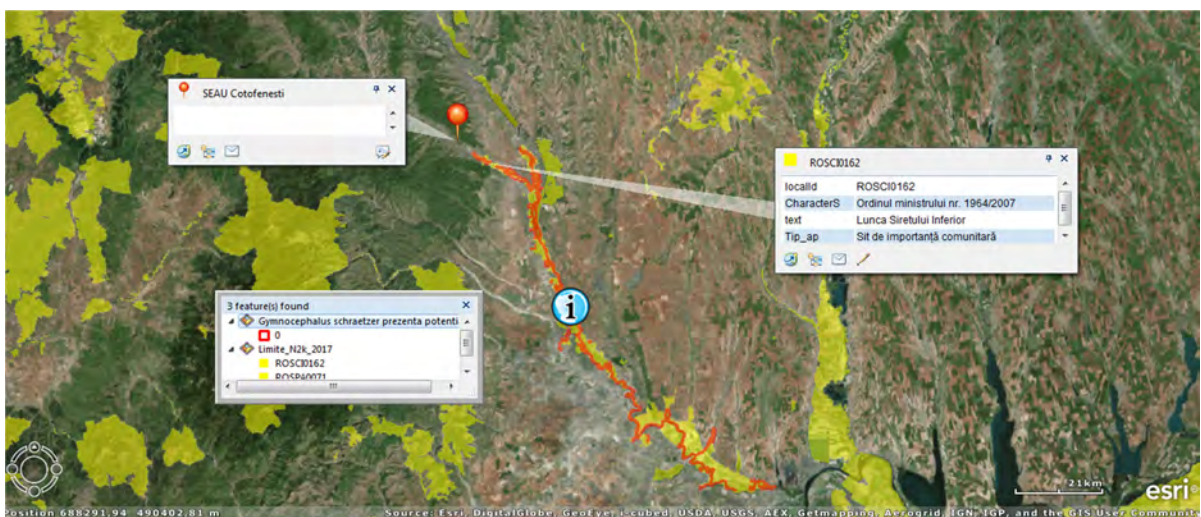 SEAU Cotofenesti
ROSCI0162
localId ROSCI0162
CharacterS Ordinul ministrului nr. 1964/2007
text Lunca Siretului Inferior
Tip_ap Sit de importanță comunitară
3 feature(s) found
Gymnocephalus schraetzer prezenta potenti
0
Limite_N2k_2017
ROSCI0162
ROSPA0071
i
21km
esri
Position 688291.94 490402.81 m
Source: Esri, DigitalGlobe, GeoEye, i-cubed, USDA, USGS, AEX, Getmapping, Aerogrid, IGN, IGP, and the GIS User Community